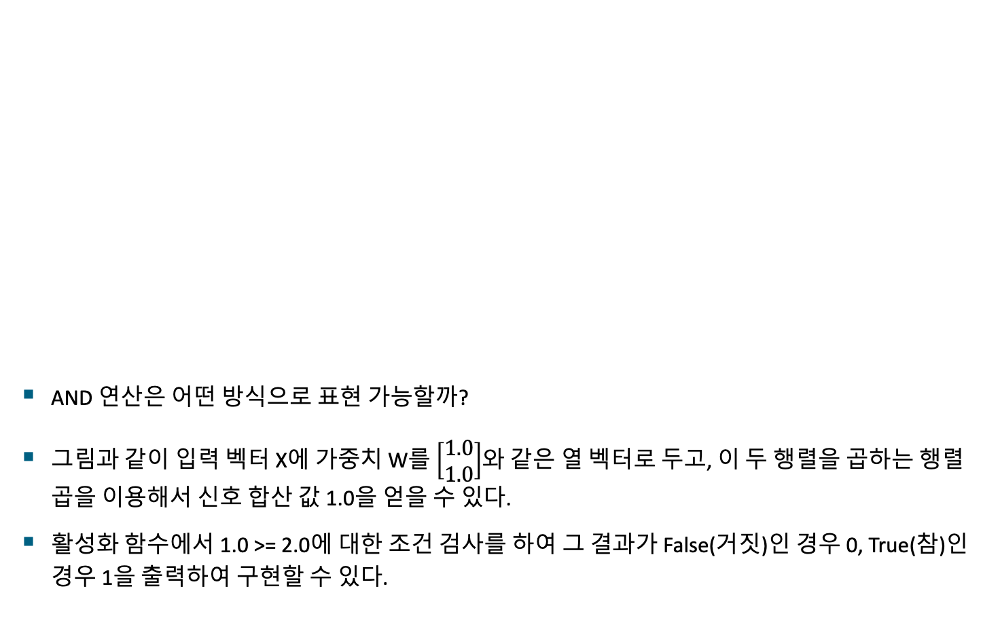 ▪ AND 연산은 어떤 방식으로 표현 가능할까?
▪ 그림과 같이 입력 벡터 X에 가중치 W를 [1.0 1.0]와 같은 열 벡터로 두고, 이 두 행렬을 곱하는 행렬
곱을 이용해서 신호 합산 값 1.0을 얻을 수 있다.
▪ 활성화 함수에서 1.0 >= 2.0에 대한 조건 검사를 하여 그 결과가 False(거짓)인 경우 0, True(참)인
경우 1을 출력하여 구현할 수 있다.